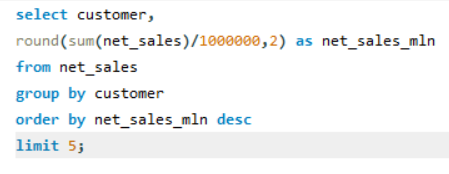 select customer,
round(sum(net_sales)/1000000,2) as net_sales_mln
from net_sales
group by customer
order by net_sales_mln desc
limit 5;